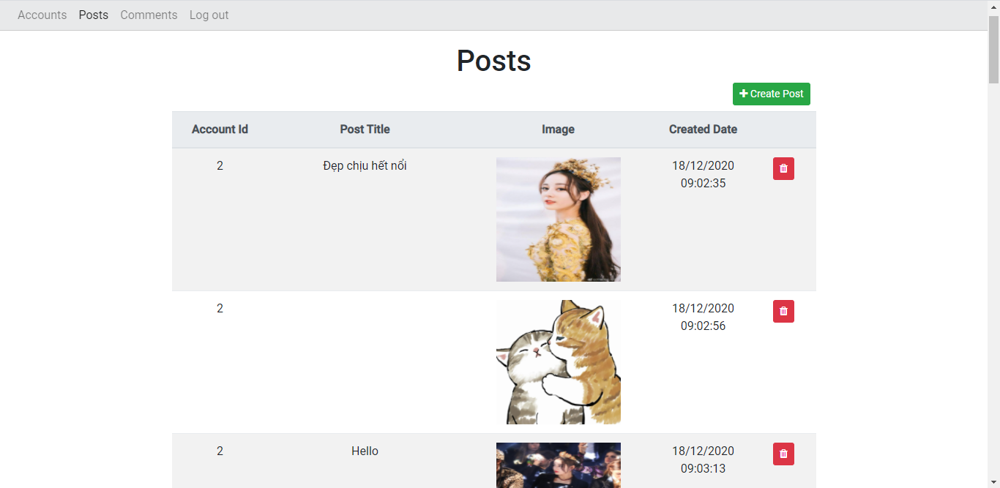 Accounts Posts Comments Log out
Posts
Create Post
Account Id Post Title Image Created Date
2 Đẹp chịu hết nổi 18/12/2020
09:02:35
2 18/12/2020
09:02:56
2 Hello 18/12/2020
09:03:13